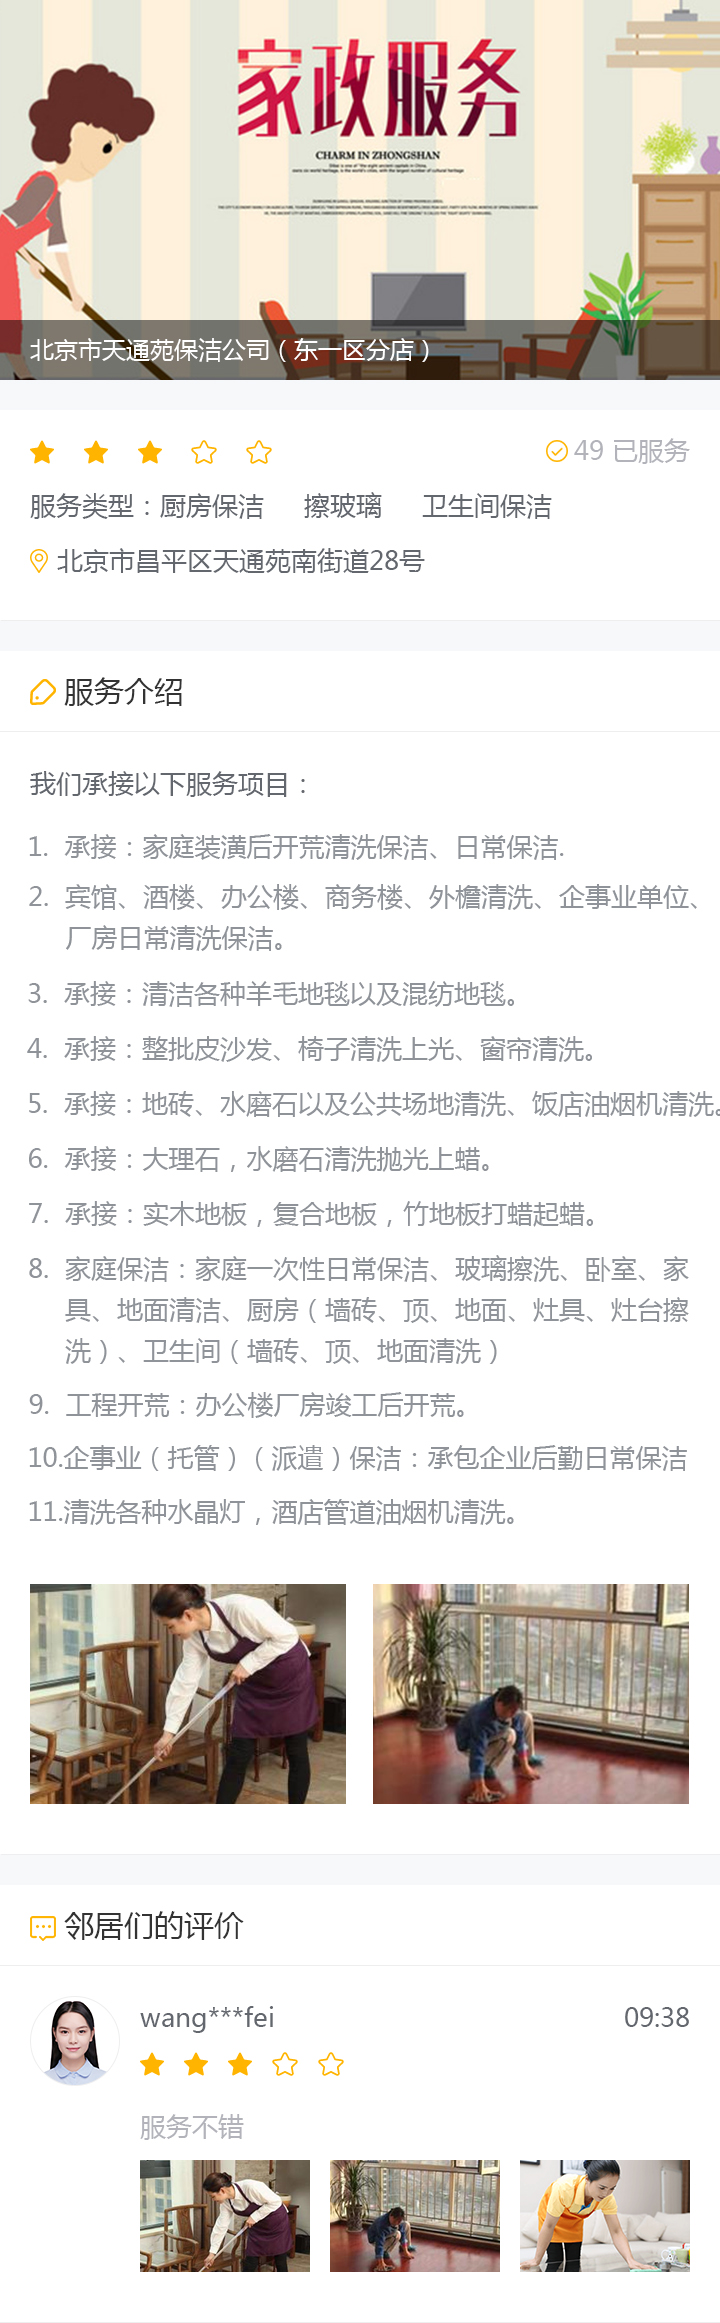 家政服务
CHARM IN ZHONGSHAN
北京市天通苑保洁公司（东一区分店）
49 已服务
服务类型：厨房保洁 擦玻璃 卫生间保洁
北京市昌平区天通苑南街道28号
服务介绍
我们承接以下服务项目：
1. 承接：家庭装潢后开荒清洗保洁、日常保洁.
2. 宾馆、酒楼、办公楼、商务楼、外檐清洗、企事业单位、
厂房日常清洗保洁。
3. 承接：清洁各种羊毛地毯以及混纺地毯。
4. 承接：整批皮沙发、椅子清洗上光、窗帘清洗。
5. 承接：地砖、水磨石以及公共场地清洗、饭店油烟机清洗。
6. 承接：大理石，水磨石清洗抛光上蜡。
7. 承接：实木地板，复合地板，竹地板打蜡起蜡。
8. 家庭保洁：家庭一次性日常保洁、玻璃擦洗、卧室、家
具、地面清洁、厨房（墙砖、顶、地面、灶具、灶台擦
洗）、卫生间（墙砖、顶、地面清洗）
9. 工程开荒：办公楼厂房竣工后开荒。
10.企事业（托管）（派遣）保洁：承包企业后勤日常保洁
11.清洗各种水晶灯，酒店管道油烟机清洗。
邻居们的评价
wang***fei 09:38
服务不错